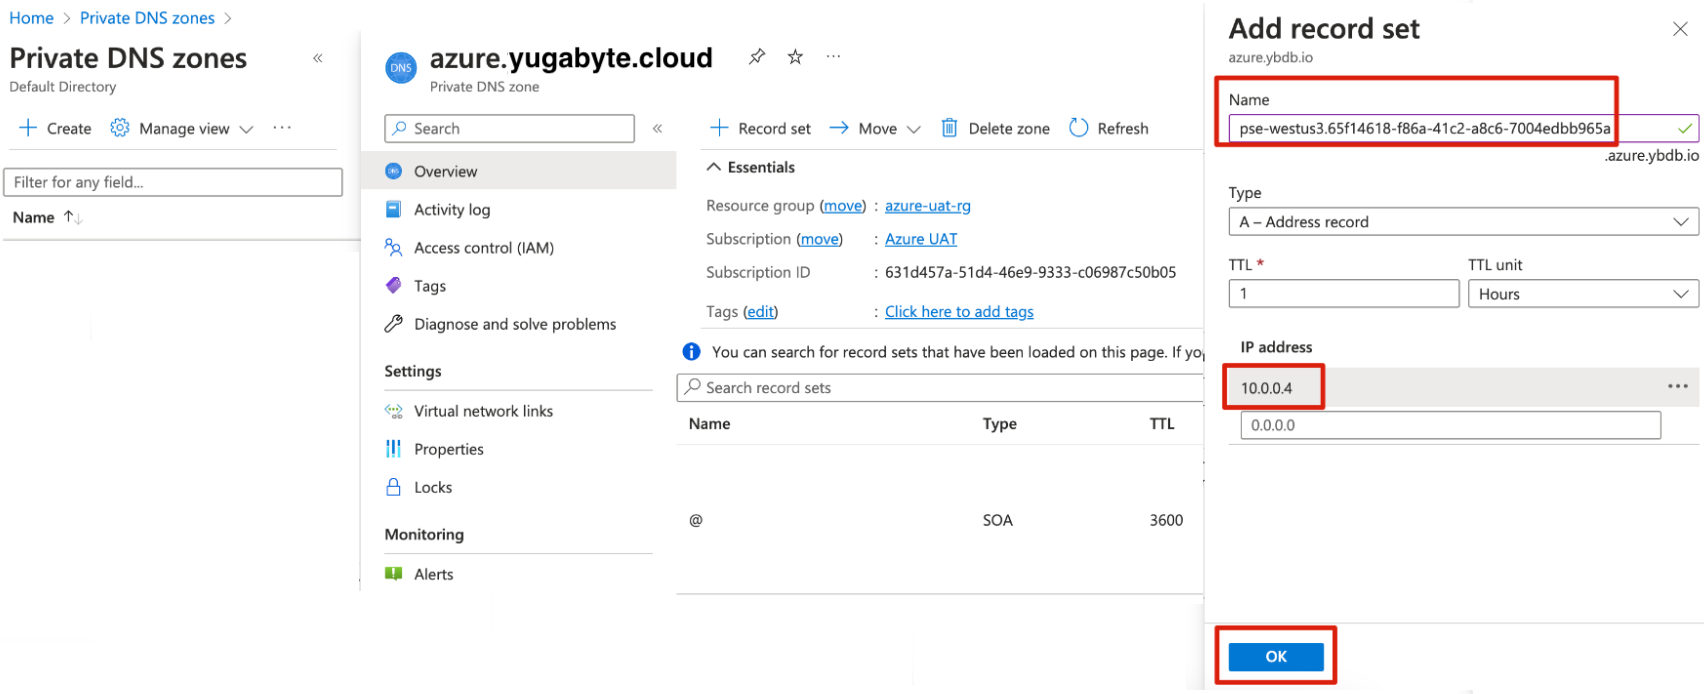 Home > Private DNS zones >
Private DNS zones
«
Default Directory
Create
Manage view
...
Filter for any field...
Name ↑↓
DNS
azure.yugabyte.cloud
...
Private DNS zone
Search
«
Overview
Activity log
Access control (IAM)
Tags
Diagnose and solve problems
Settings
Virtual network links
Properties
Locks
Monitoring
Alerts
Record set
Move
Delete zone
Refresh
Essentials
Resource group (move) : azure-uat-rg
Subscription (move) : Azure UAT
Subscription ID : 631d457a-51d4-46e9-9333-c06987c50b05
Tags (edit) : Click here to add tags
You can search for record sets that have been loaded on this page. If yo
Search record sets
Name Type TTL
@ SOA 3600
Add record set
azure.ybdb.io
Name
pse-westus3.65f14618-f86a-41c2-a8c6-7004edbb965a
.azure.ybdb.io
Type
A – Address record
TTL * TTL unit
1 Hours
IP address
10.0.0.4
...
0.0.0.0
OK